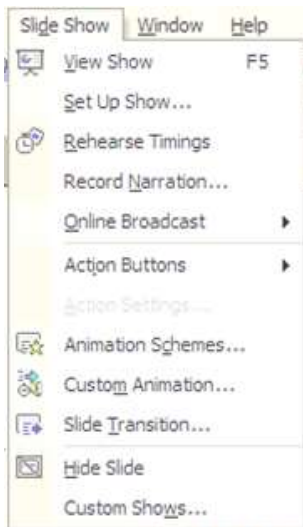 Slide Show Window Help
View Show F5
Set Up Show...
Rehearse Timings
Record Narration...
Online Broadcast
Action Buttons
Action Settings...
Animation Schemes...
Custom Animation...
Slide Transition...
Hide Slide
Custom Shows...